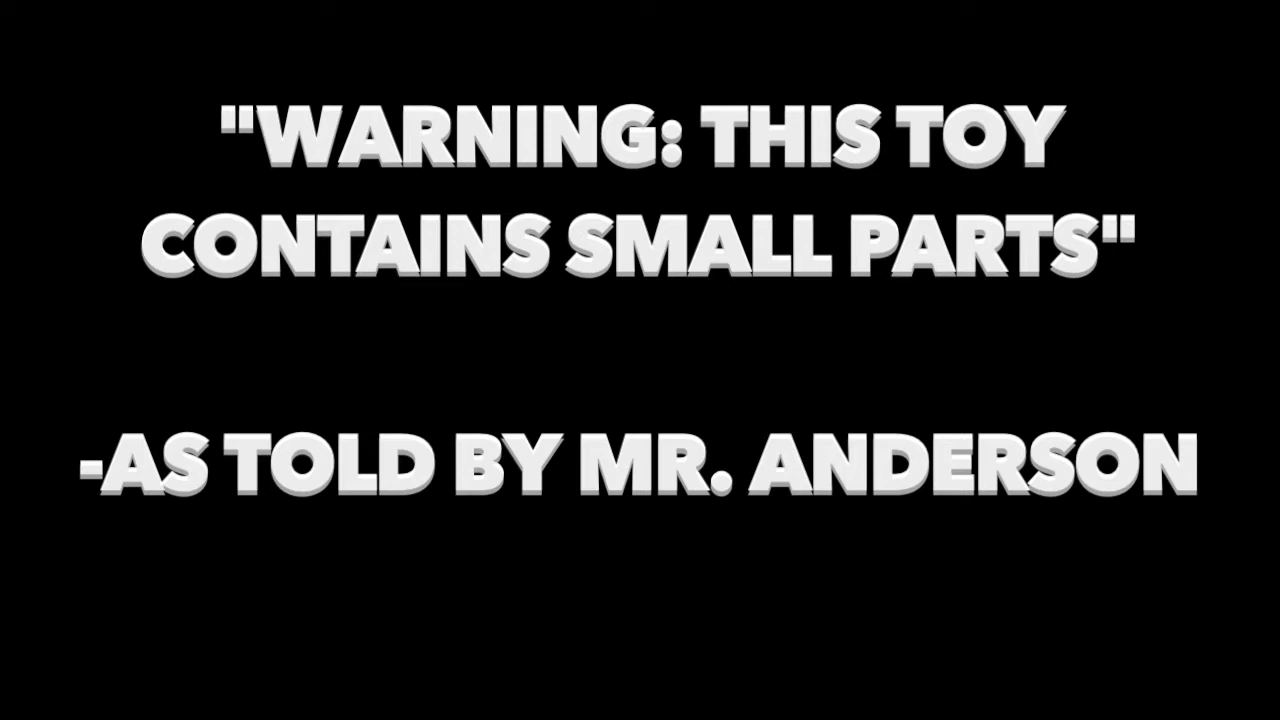 "WARNING: THIS TOY
CONTAINS SMALL PARTS"
-AS TOLD BY MR. ANDERSON